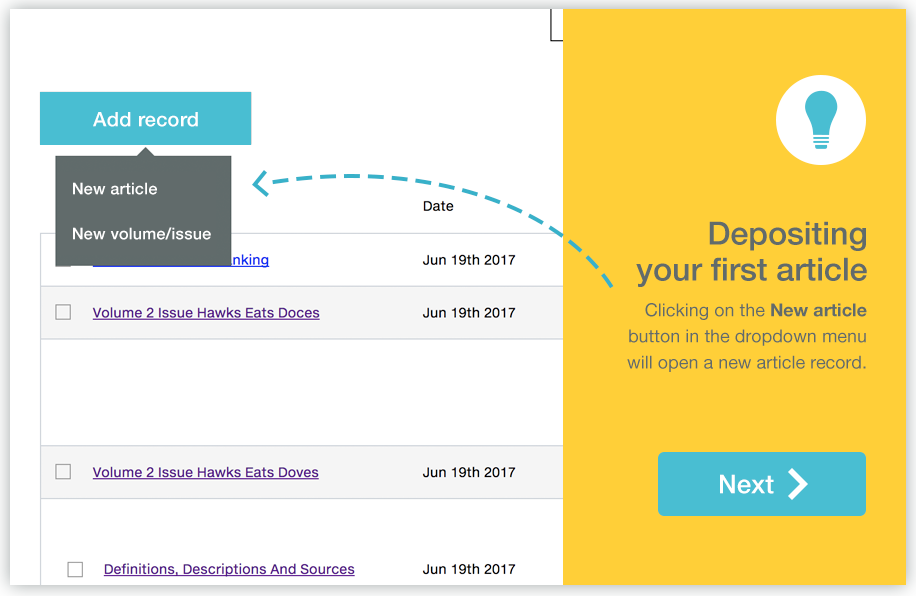 Add record
New article
New volume/issue
Date
nking Jun 19th 2017
Volume 2 Issue Hawks Eats Doces Jun 19th 2017
Volume 2 Issue Hawks Eats Doves Jun 19th 2017
Definitions, Descriptions And Sources Jun 19th 2017
Depositing
your first article
Clicking on the New article
button in the dropdown menu
will open a new article record.
Next